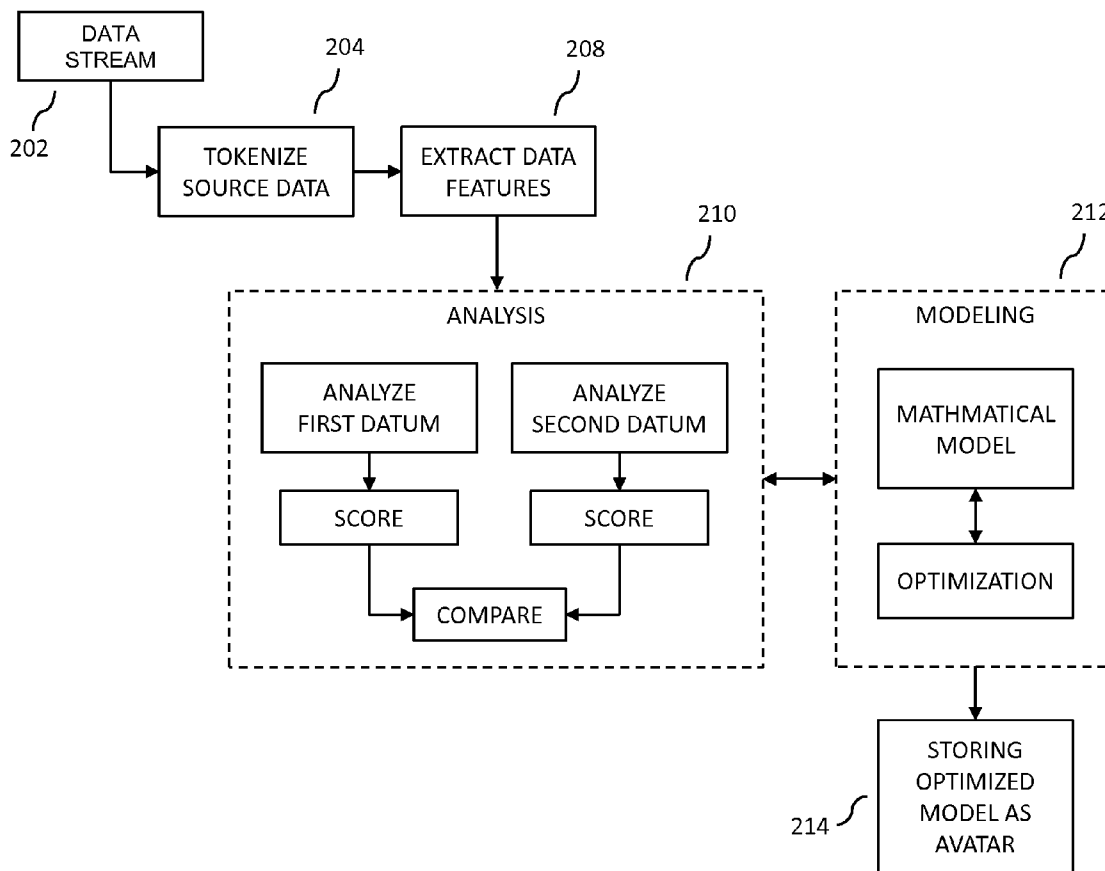 DATA
STREAM
202
204
TOKENIZE
SOURCE DATA
208
EXTRACT DATA
FEATURES
210
ANALYSIS
ANALYZE
FIRST DATUM
ANALYZE
SECOND DATUM
SCORE
SCORE
COMPARE
212
MODELING
MATHMATICAL
MODEL
OPTIMIZATION
STORING
OPTIMIZED
MODEL AS
AVATAR
214